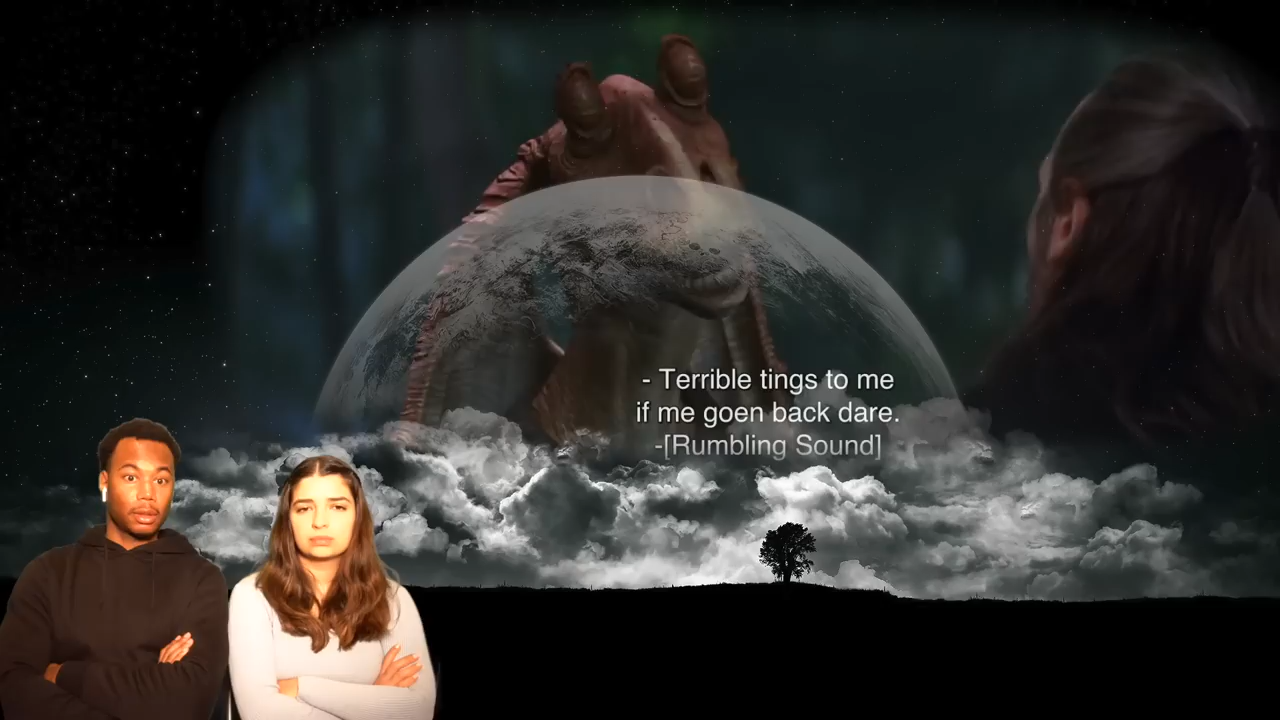 - Terrible tings to me
if me goen back dare.
-[Rumbling Sound]